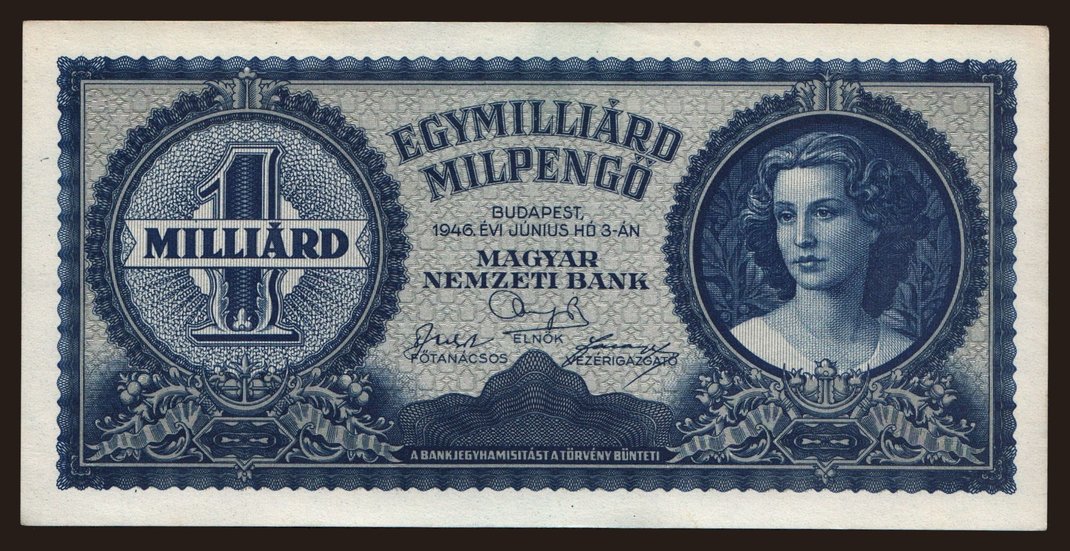 EGYMILLIÁRD
MILPENGŐ
1
MILLIÁRD
BUDAPEST,
1946. ÉVI JÚNIUS HÓ 3-ÁN
MAGYAR
NEMZETI BANK
ELNÖK
FŐTANÁCSOS
VEZÉRIGAZGATÓ
A BANKJEGYHAMISITÁST A TÖRVÉNY BÜNTETI